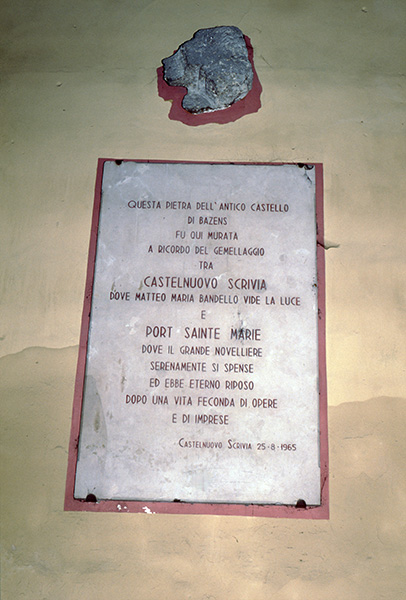 QUESTA PIETRA DELL'ANTICO CASTELLO
DI BAZENS
FU QUI MURATA
A RICORDO DEL GEMELLAGGIO
TRA
CASTELNUOVO SCRIVIA
DOVE MATTEO MARIA BANDELLO VIDE LA LUCE
E
PORT SAINTE MARIE
DOVE IL GRANDE NOVELLIERE
SERENAMENTE SI SPENSE
ED EBBE ETERNO RIPOSO
DOPO UNA VITA FECONDA DI OPERE
E DI IMPRESE
CASTELNUOVO SCRIVIA 25-8-1965